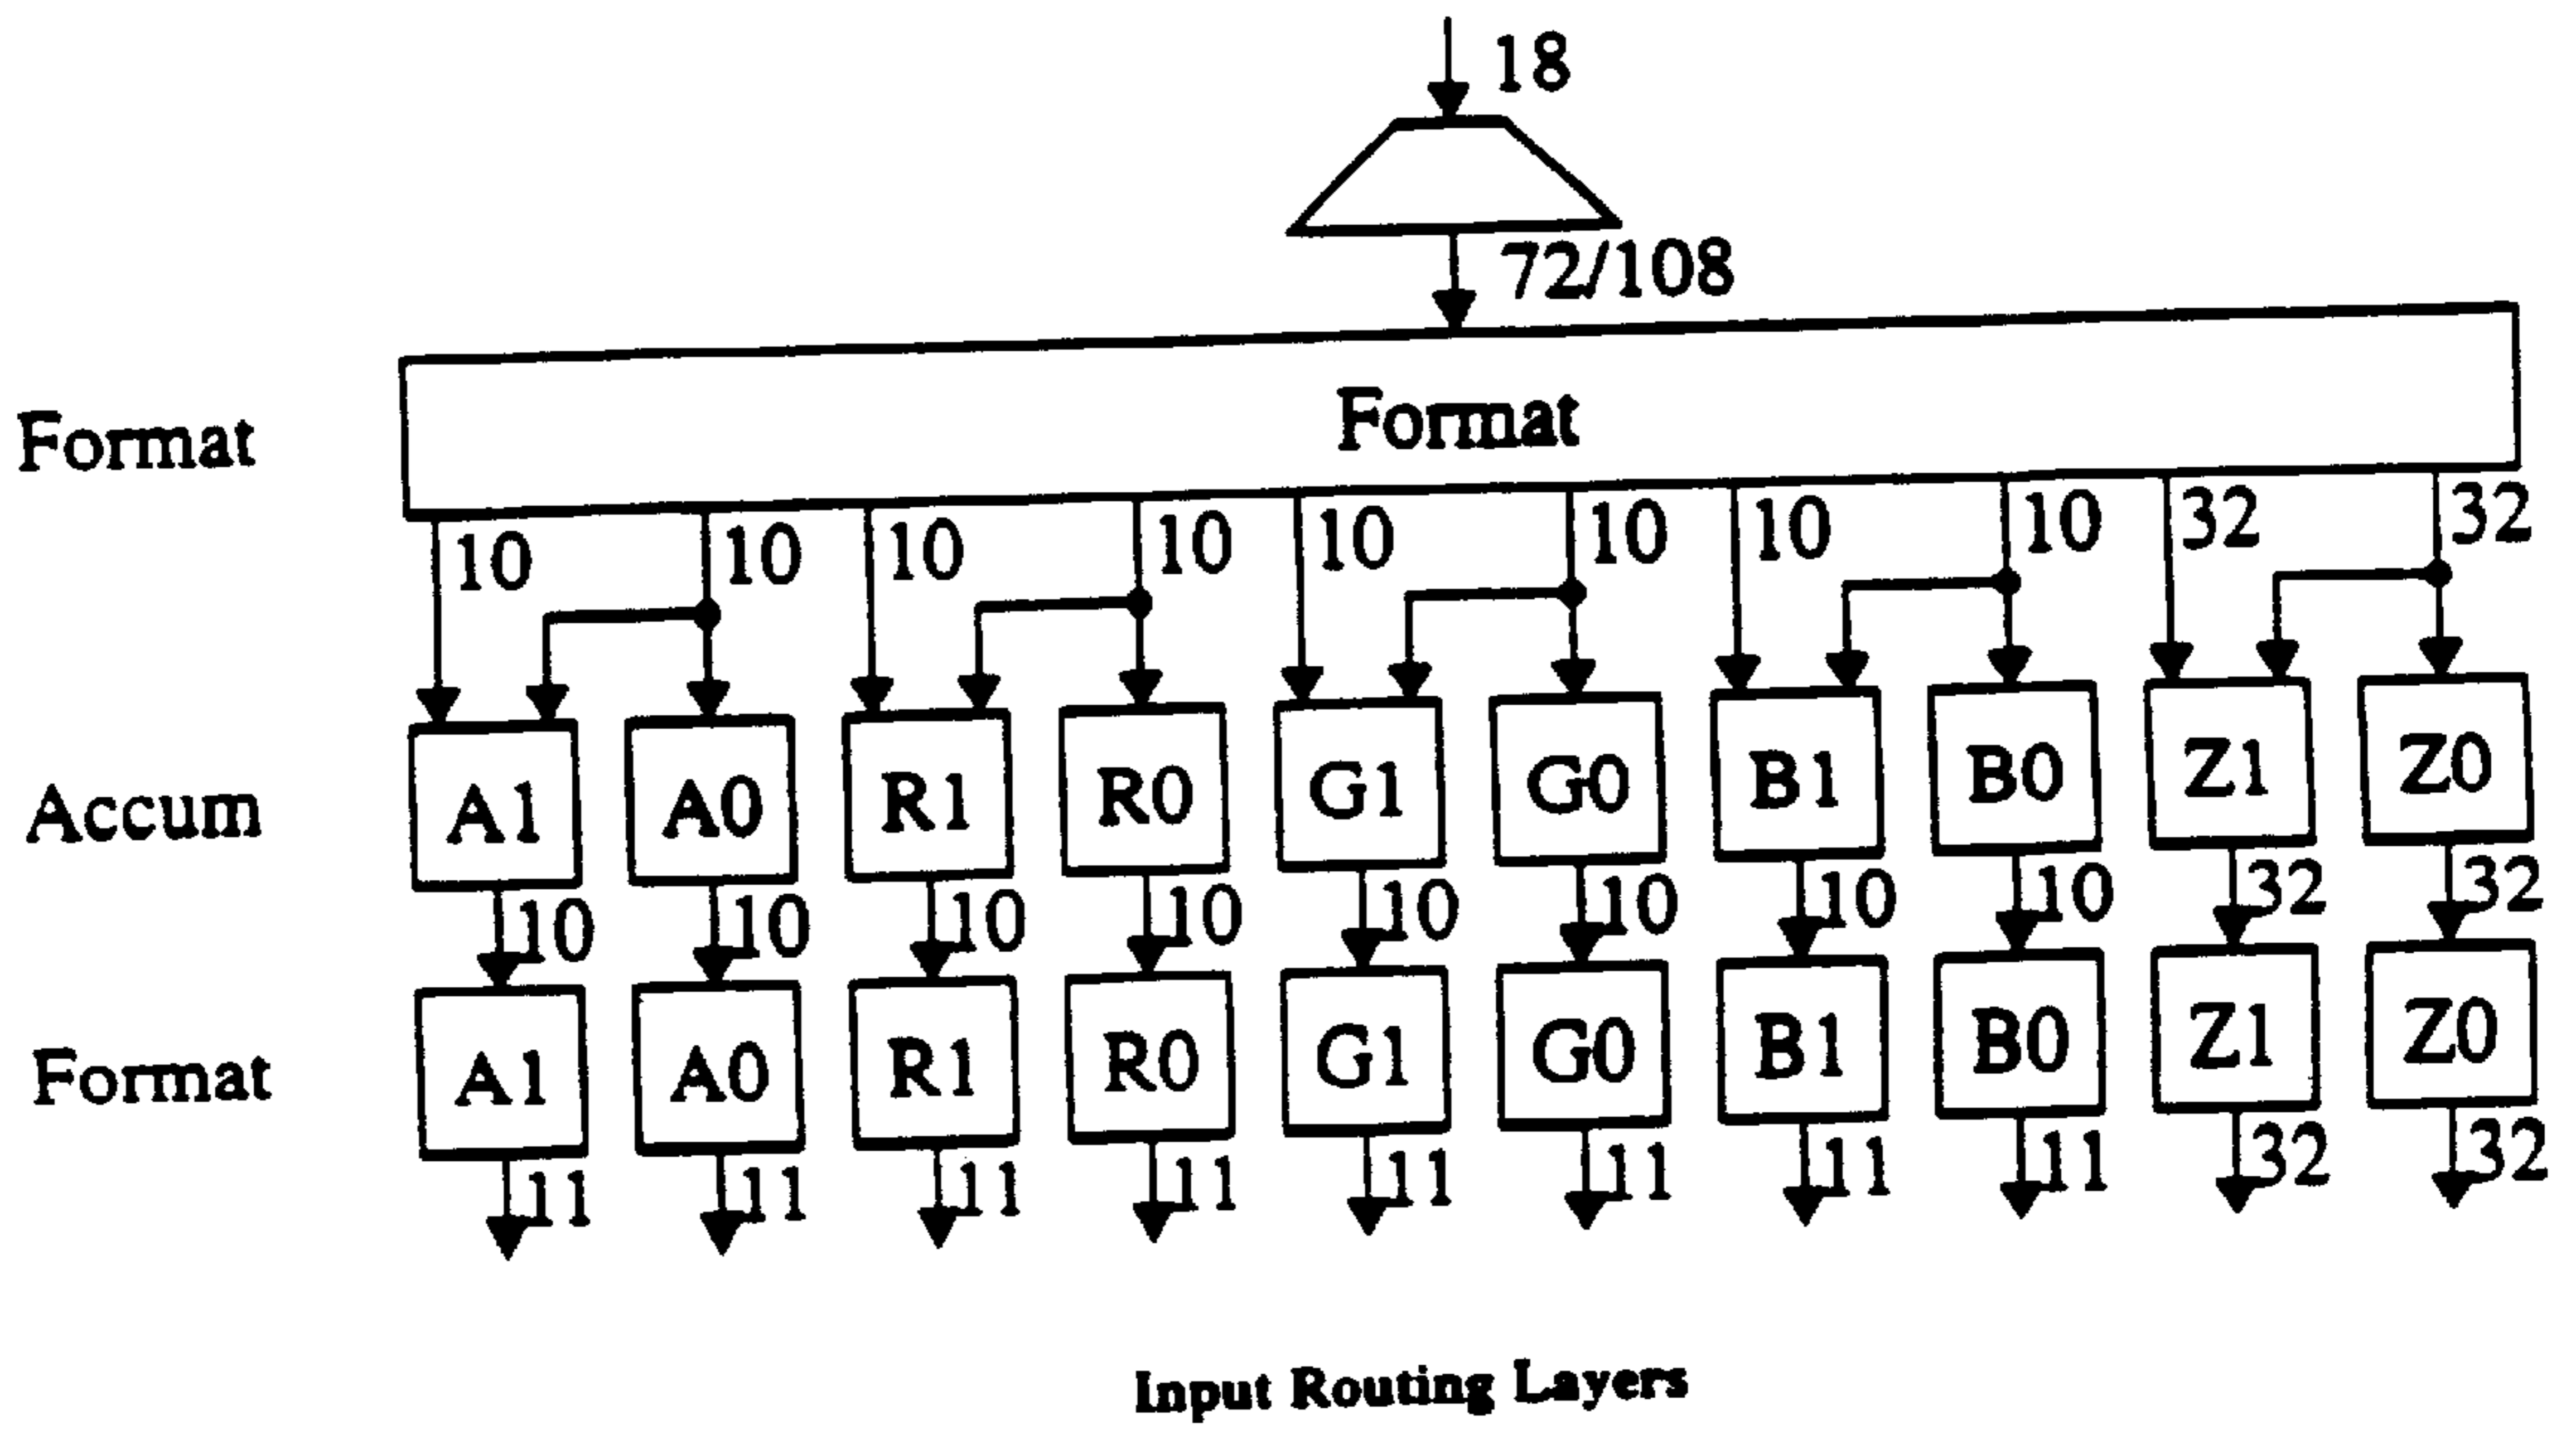 18
72/108
Format Format
10 10 10 10 10 10 10 10 32 32
Accum A1 A0 R1 R0 G1 G0 B1 B0 Z1 Z0
10 10 10 10 10 10 10 10 32 32
Format A1 A0 R1 R0 G1 G0 B1 B0 Z1 Z0
11 11 11 11 11 11 11 11 32 32
Input Routing Layers